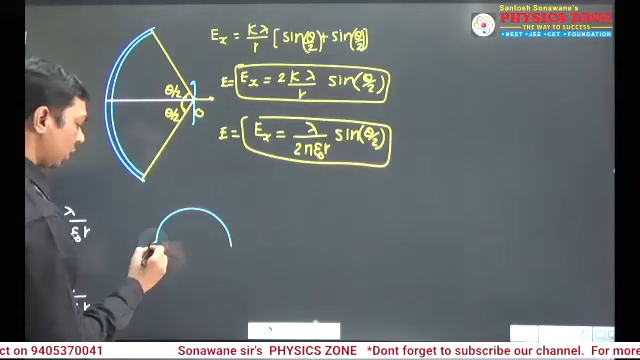 Santosh Sonawane's
PHYSICS ZONE
THE WAY TO SUCCESS
• NEET • JEE • CET • FOUNDATION
Eₓ = Kλ/r [sin(θ/2) + sin(θ/2)]
E = Eₓ = 2Kλ/r sin(θ/2)
E = Eₓ = λ/2πε₀r sin(θ/2)
θ/2
θ/2
O
λ
ε₀r
ct on 9405370041 Sonawane sir's PHYSICS ZONE *Dont forget to subscribe our channel. For more